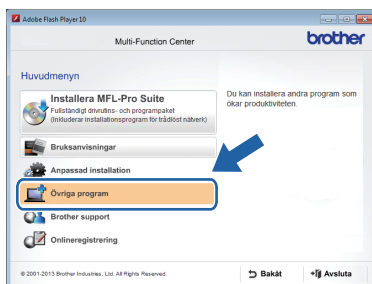 Adobe Flash Player 10
Multi-Function Center
brother
Huvudmenyn
Installera MFL-Pro Suite
Fullständigt drivrutins- och programpaket
(Inkluderar installationsprogram för trådlöst nätverk)
Du kan installera andra program som
ökar produktiviteten.
Bruksanvisningar
Anpassad installation
Övriga program
Brother support
Onlineregistrering
© 2001-2013 Brother Industries, Ltd. All Rights Reserved.
Bakåt
Avsluta